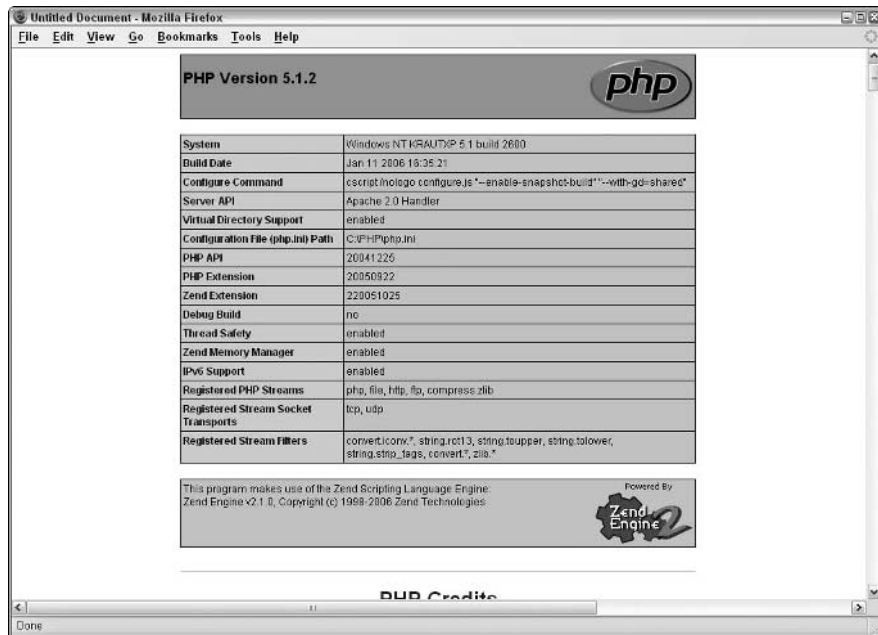 Untitled Document - Mozilla Firefox
File Edit View Go Bookmarks Tools Help
PHP Version 5.1.2
php
System Windows NT KRAUTXP 5.1 build 2600
Build Date Jan 11 2006 16:35:21
Configure Command cscript /nologo configure.js "--enable-snapshot-build" "--with-gd=shared"
Server API Apache 2.0 Handler
Virtual Directory Support enabled
Configuration File (php.ini) Path C:\PHP\php.ini
PHP API 20041225
PHP Extension 20050922
Zend Extension 220051025
Debug Build no
Thread Safety enabled
Zend Memory Manager enabled
IPv6 Support enabled
Registered PHP Streams php, file, http, ftp, compress.zlib
Registered Stream Socket
Transports tcp, udp
Registered Stream Filters convert.iconv.*, string.rot13, string.toupper, string.tolower,
string.strip_tags, convert.*, zlib.*
This program makes use of the Zend Scripting Language Engine:
Zend Engine v2.1.0, Copyright (c) 1998-2006 Zend Technologies
Powered By
Zend
Engine 2
PHP Credits
Done